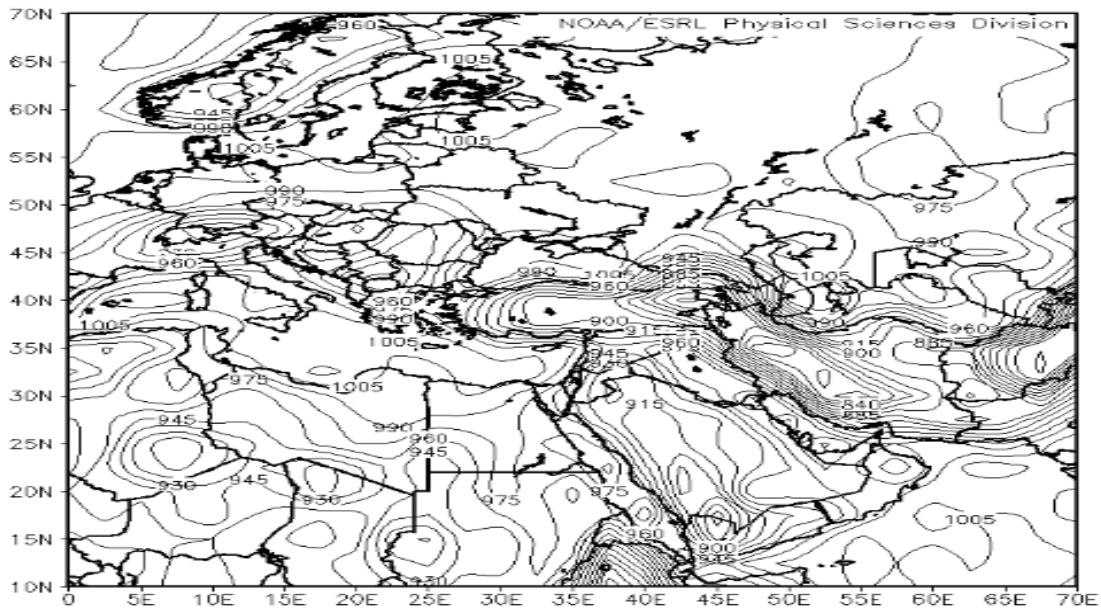 70N 960 NOAA/ESRL Physical Sciences Division
65N 1005
60N 945
990
55N 1005 1005
50N 990 975
975
45N 960 990 1005 945 1005 990
40N 960 960 990 960
990 900 915 885
1005 1005 945 960 900
35N
30N 975 1005 915 840
25N 945 990 960
945
20N 930 945 930 975 975
15N 960 900 1005
945
10N 930
0 5E 10E 15E 20E 25E 30E 35E 40E 45E 50E 55E 60E 65E 70E